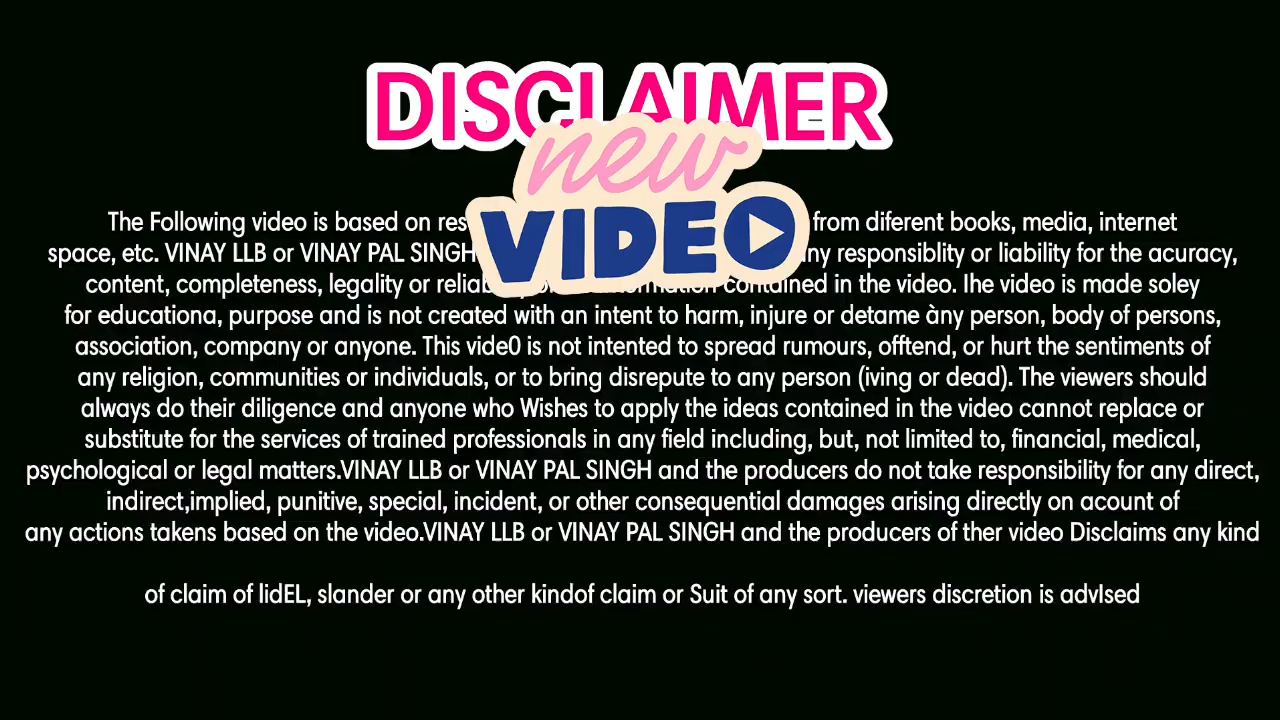 DISCLAIMER
new
VIDEO
The Following video is based on from diferent books, media, internet
space, etc. VINAY LLB or VINAY PAL SINGH responsiblity or liability for the acuracy,
content, completeness, legality or contained in the video. Ihe video is made soley
for educationa, purpose and is not created with an intent to harm, injure or detame àny person, body of persons,
association, company or anyone. This vide0 is not intented to spread rumours, offtend, or hurt the sentiments of
any religion, communities or individuals, or to bring disrepute to any person (iving or dead). The viewers should
always do their diligence and anyone who Wishes to apply the ideas contained in the video cannot replace or
substitute for the services of trained professionals in any field including, but, not limited to, financial, medical,
psychological or legal matters.VINAY LLB or VINAY PAL SINGH and the producers do not take responsibility for any direct,
indirect,implied, punitive, special, incident, or other consequential damages arising directly on acount of
any actions takens based on the video.VINAY LLB or VINAY PAL SINGH and the producers of ther video Disclaims any kind
of claim of lidEL, slander or any other kindof claim or Suit of any sort. viewers discretion is advIsed